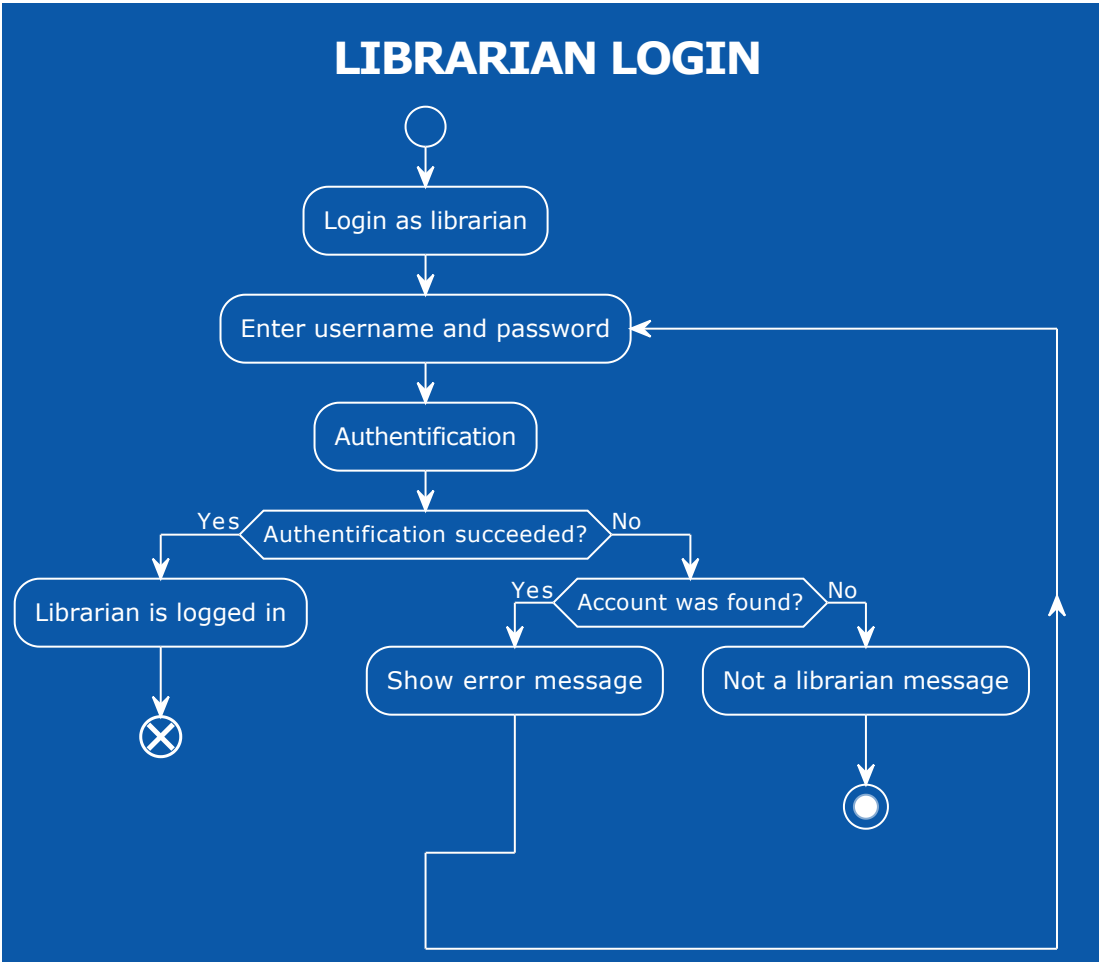 LIBRARIAN LOGIN
Login as librarian
Enter username and password
Authentification
Authentification succeeded?
Yes
No
Librarian is logged in
Account was found?
Yes
No
Show error message
Not a librarian message